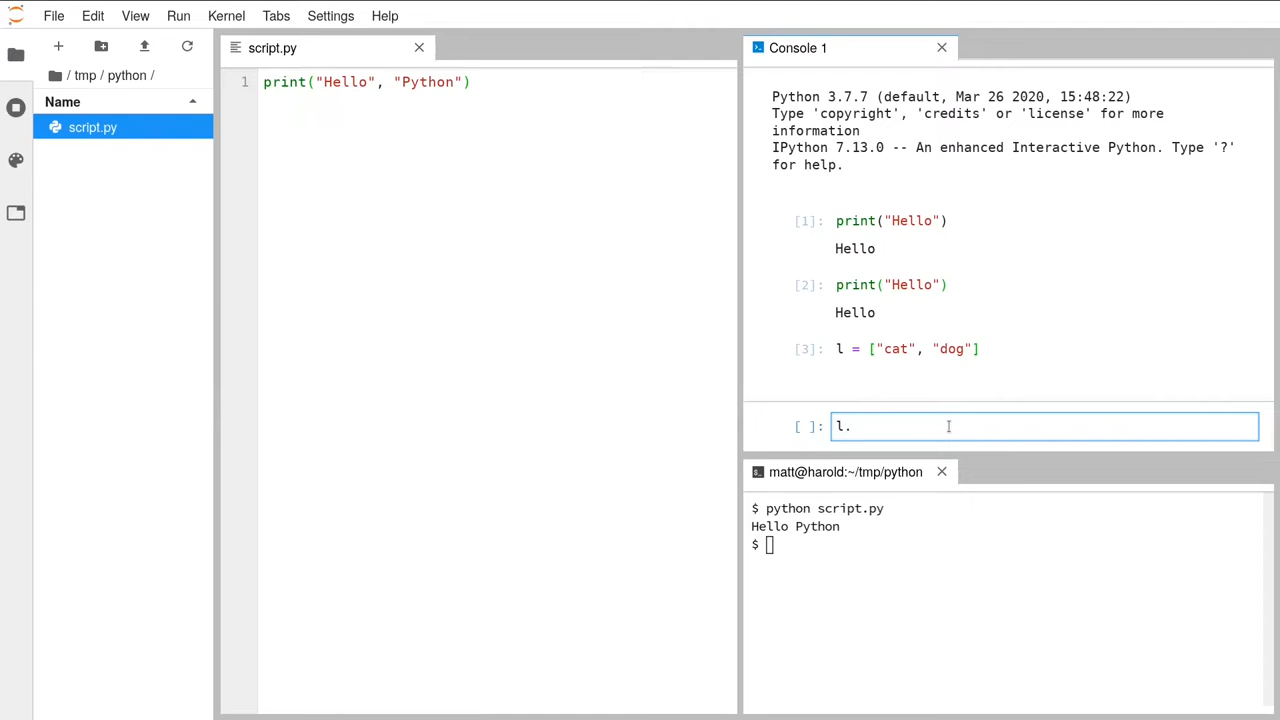 File Edit View Run Kernel Tabs Settings Help
/ tmp / python /
Name
script.py
script.py
1 print("Hello", "Python")
Console 1
Python 3.7.7 (default, Mar 26 2020, 15:48:22)
Type 'copyright', 'credits' or 'license' for more
information
IPython 7.13.0 -- An enhanced Interactive Python. Type '?'
for help.
[1]: print("Hello")
Hello
[2]: print("Hello")
Hello
[3]: l = ["cat", "dog"]
[ ]: l.
matt@harold:~/tmp/python
$ python script.py
Hello Python
$